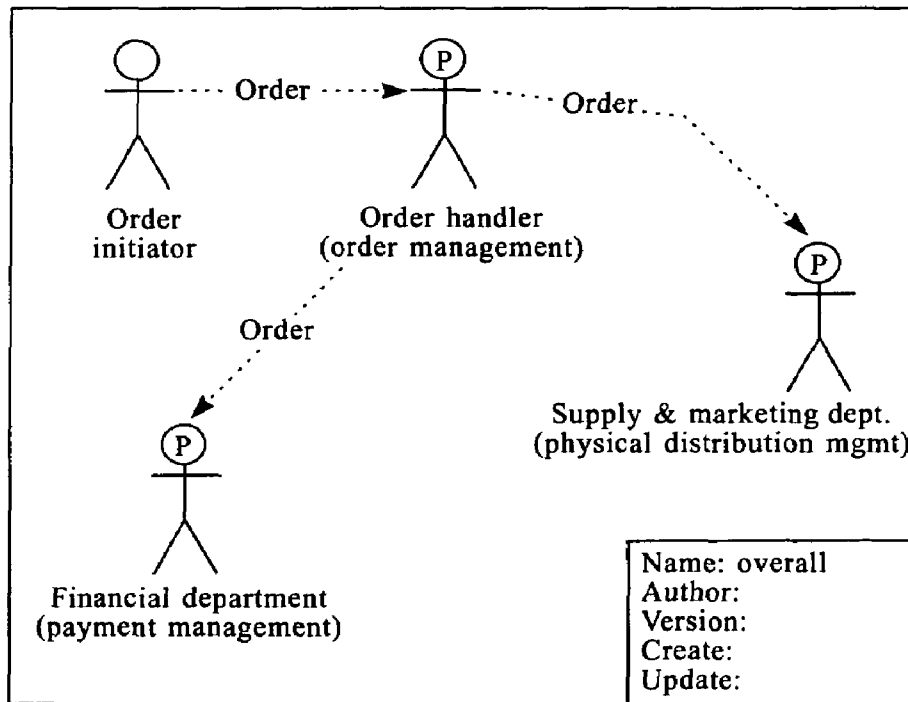 P
Order
Order
Order
initiator
Order handler
(order management)
P
Order
P
Supply & marketing dept.
(physical distribution mgmt)
Financial department
(payment management)
Name: overall
Author:
Version:
Create:
Update: